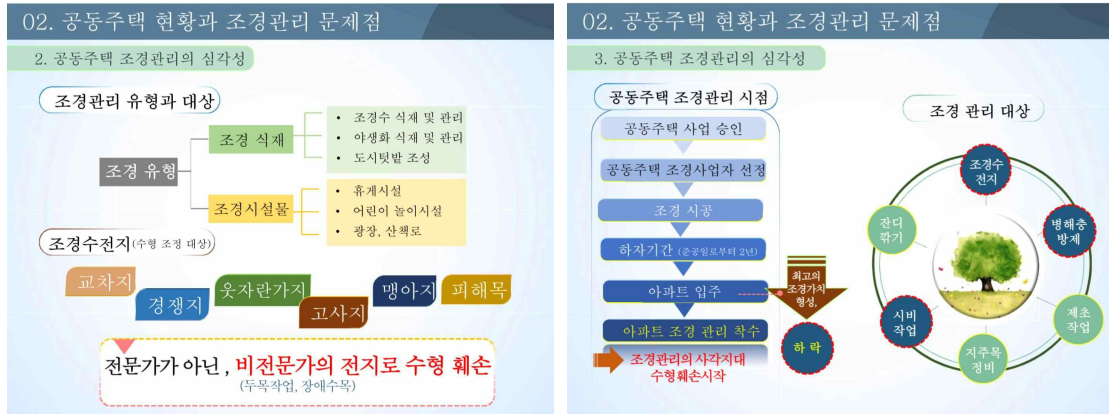 02. 공동주택 현황과 조경관리 문제점
2. 공동주택 조경관리의 심각성
조경관리 유형과 대상
조경 유형
조경 식재
• 조경수 식재 및 관리
• 야생화 식재 및 관리
• 도시텃밭 조성
조경시설물
• 휴게시설
• 어린이 놀이시설
• 광장, 산책로
조경수전지(수형 조정 대상)
교차지
경쟁지
웃자란가지
고사지
맹아지
피해목
전문가가 아닌, 비전문가의 전지로 수형 훼손
(두목작업, 장애수목)
02. 공동주택 현황과 조경관리 문제점
3. 공동주택 조경관리의 심각성
공동주택 조경관리 시점
공동주택 사업 승인
공동주택 조경사업자 선정
조경 시공
하자기간 (준공일로부터 2년)
아파트 입주
아파트 조경 관리 착수
조경관리의 사각지대
수형훼손시작
최고의
조경가치
형성,
하 락
조경 관리 대상
조경수
전지
병해충
방제
제초
작업
지주목
정비
시비
작업
잔디
깎기